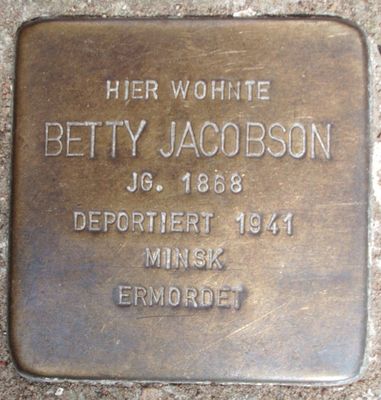 HIER WOHNTE
BETTY JACOBSON
JG. 1868
DEPORTIERT 1941
MINSK
ERMORDET